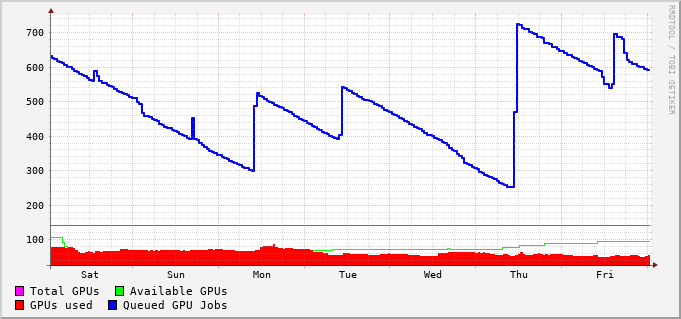 700
600
500
400
300
200
100
Sat Sun Mon Tue Wed Thu Fri
Total GPUs Available GPUs
GPUs used Queued GPU Jobs
RRDTOOL / TOBI OETIKER